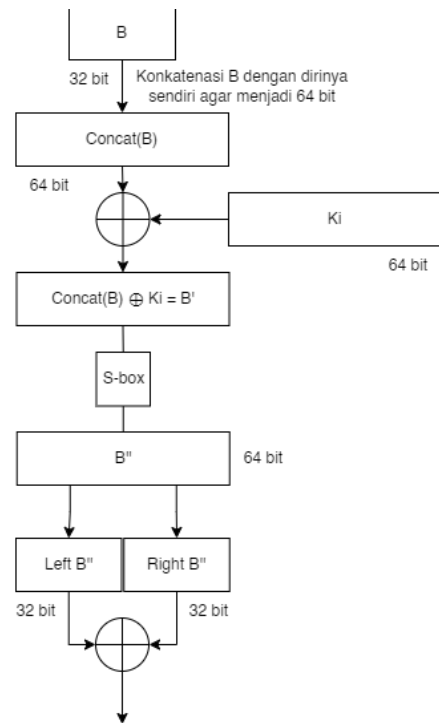 B
32 bit
Konkatenasi B dengan dirinya
sendiri agar menjadi 64 bit
Concat(B)
64 bit
Ki
64 bit
Concat(B) ⊕ Ki = B'
S-box
B"
64 bit
Left B"
Right B"
32 bit
32 bit